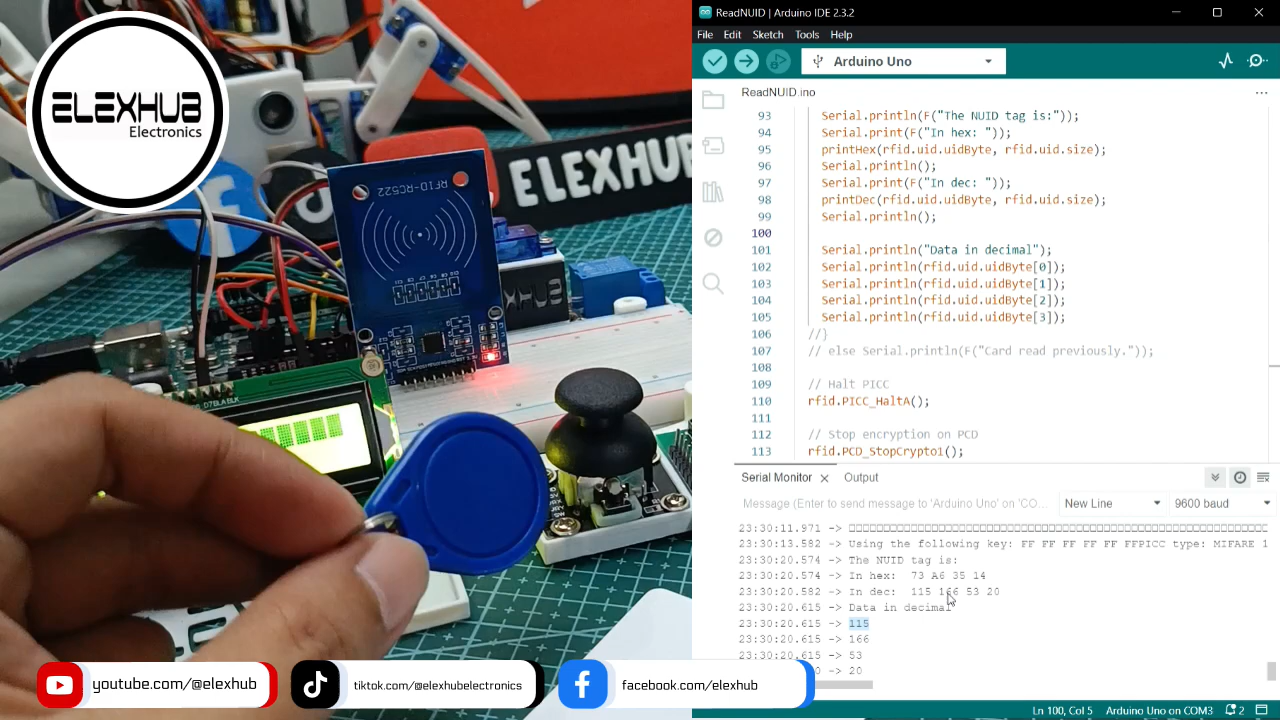 ELEXHUB
Electronics
RFID-RC522
ELEXHUB
ELEXHUB
D7BLABLK
youtube.com/@elexhub
tiktok.com/@elexhubelectronics
facebook.com/elexhub
ReadNUID | Arduino IDE 2.3.2
File Edit Sketch Tools Help
Arduino Uno
ReadNUID.ino
93 Serial.println(F("The NUID tag is:"));
94 Serial.print(F("In hex: "));
95 printHex(rfid.uid.uidByte, rfid.uid.size);
96 Serial.println();
97 Serial.print(F("In dec: "));
98 printDec(rfid.uid.uidByte, rfid.uid.size);
99 Serial.println();
100
101 Serial.println("Data in decimal");
102 Serial.println(rfid.uid.uidByte[0]);
103 Serial.println(rfid.uid.uidByte[1]);
104 Serial.println(rfid.uid.uidByte[2]);
105 Serial.println(rfid.uid.uidByte[3]);
106 //}
107 // else Serial.println(F("Card read previously."));
108
109 // Halt PICC
110 rfid.PICC_HaltA();
111
112 // Stop encryption on PCD
113 rfid.PCD_StopCrypto1();
Serial Monitor Output
Message (Enter to send message to 'Arduino Uno' on 'CO... New Line 9600 baud
23:30:11.971 ->
23:30:13.582 -> Using the following key: FF FF FF FF FF FFPICC type: MIFARE 1
23:30:20.574 -> The NUID tag is:
23:30:20.574 -> In hex: 73 A6 35 14
23:30:20.582 -> In dec: 115 166 53 20
23:30:20.615 -> Data in decimal
23:30:20.615 -> 115
23:30:20.615 -> 166
23:30:20.615 -> 53
-> 20
Ln 100, Col 5 Arduino Uno on COM3 2